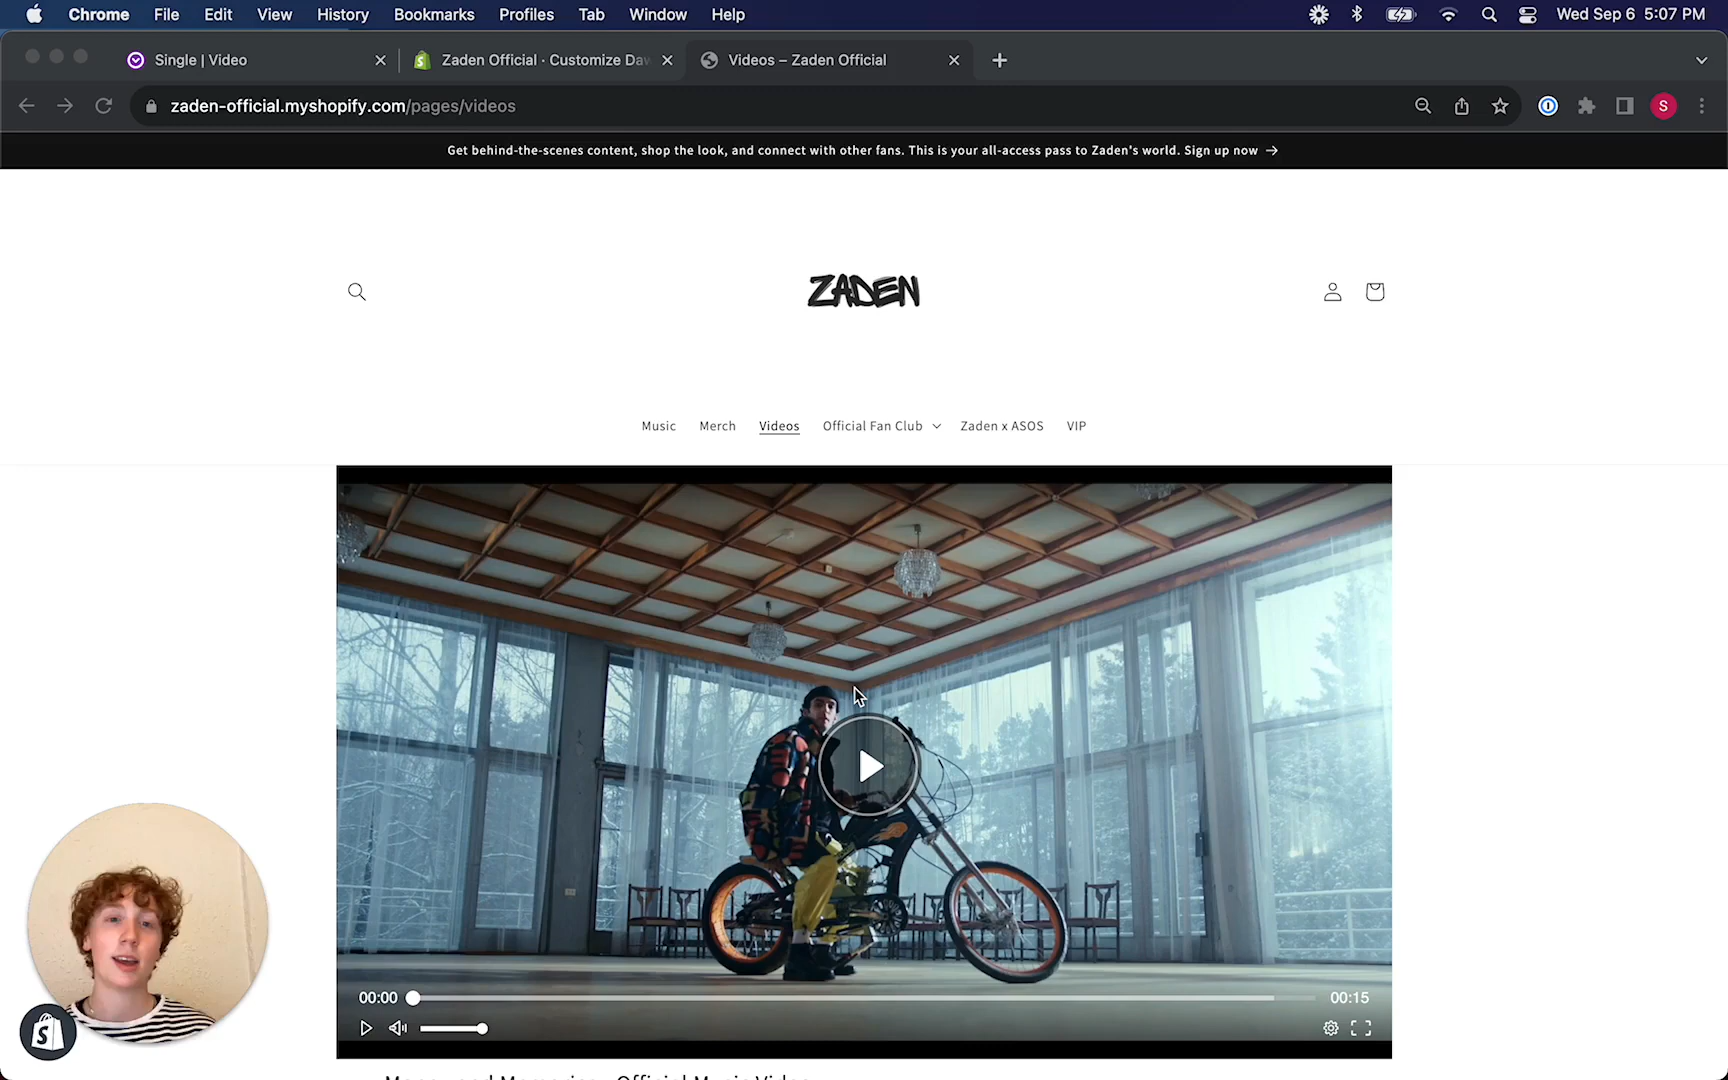 Chrome File Edit View History Bookmarks Profiles Tab Window Help Wed Sep 6 5:07 PM
Single | Video Zaden Official · Customize Daw Videos – Zaden Official
zaden-official.myshopify.com/pages/videos S
Get behind-the-scenes content, shop the look, and connect with other fans. This is your all-access pass to Zaden's world. Sign up now →
ZADEN
Music Merch Videos Official Fan Club Zaden x ASOS VIP
00:00 00:15